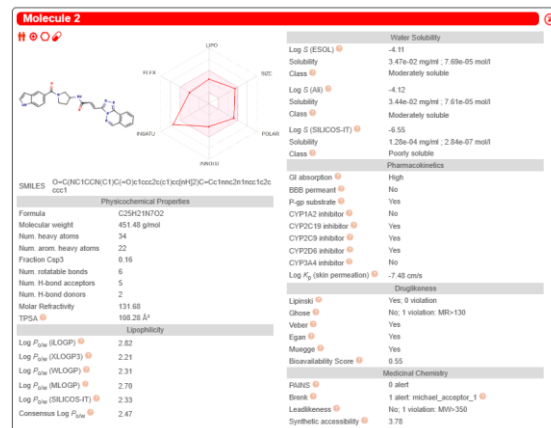 Molecule 2
LIPO
FLEX
SIZE
INSATU
POLAR
INSOLU
SMILES O=C(NC1CCN(C1)C(=O)c1ccc2c(c1)cc[nH]2)C=Cc1nnc2n1ncc1c2c
ccc1
Physicochemical Properties
Formula C25H21N7O2
Molecular weight 451.48 g/mol
Num. heavy atoms 34
Num. arom. heavy atoms 22
Fraction Csp3 0.16
Num. rotatable bonds 6
Num. H-bond acceptors 5
Num. H-bond donors 2
Molar Refractivity 131.68
TPSA 108.28 Å²
Lipophilicity
Log Po/w (iLOGP) 2.82
Log Po/w (XLOGP3) 2.21
Log Po/w (WLOGP) 2.31
Log Po/w (MLOGP) 2.70
Log Po/w (SILICOS-IT) 2.33
Consensus Log Po/w 2.47
Water Solubility
Log S (ESOL) -4.11
Solubility 3.47e-02 mg/ml ; 7.69e-05 mol/l
Class Moderately soluble
Log S (Ali) -4.12
Solubility 3.44e-02 mg/ml ; 7.61e-05 mol/l
Class Moderately soluble
Log S (SILICOS-IT) -6.55
Solubility 1.28e-04 mg/ml ; 2.84e-07 mol/l
Class Poorly soluble
Pharmacokinetics
GI absorption High
BBB permeant No
P-gp substrate Yes
CYP1A2 inhibitor No
CYP2C19 inhibitor Yes
CYP2C9 inhibitor Yes
CYP2D6 inhibitor Yes
CYP3A4 inhibitor No
Log Kp (skin permeation) -7.48 cm/s
Druglikeness
Lipinski Yes; 0 violation
Ghose No; 1 violation: MR>130
Veber Yes
Egan Yes
Muegge Yes
Bioavailability Score 0.55
Medicinal Chemistry
PAINS 0 alert
Brenk 1 alert: michael_acceptor_1
Leadlikeness No; 1 violation: MW>350
Synthetic accessibility 3.78